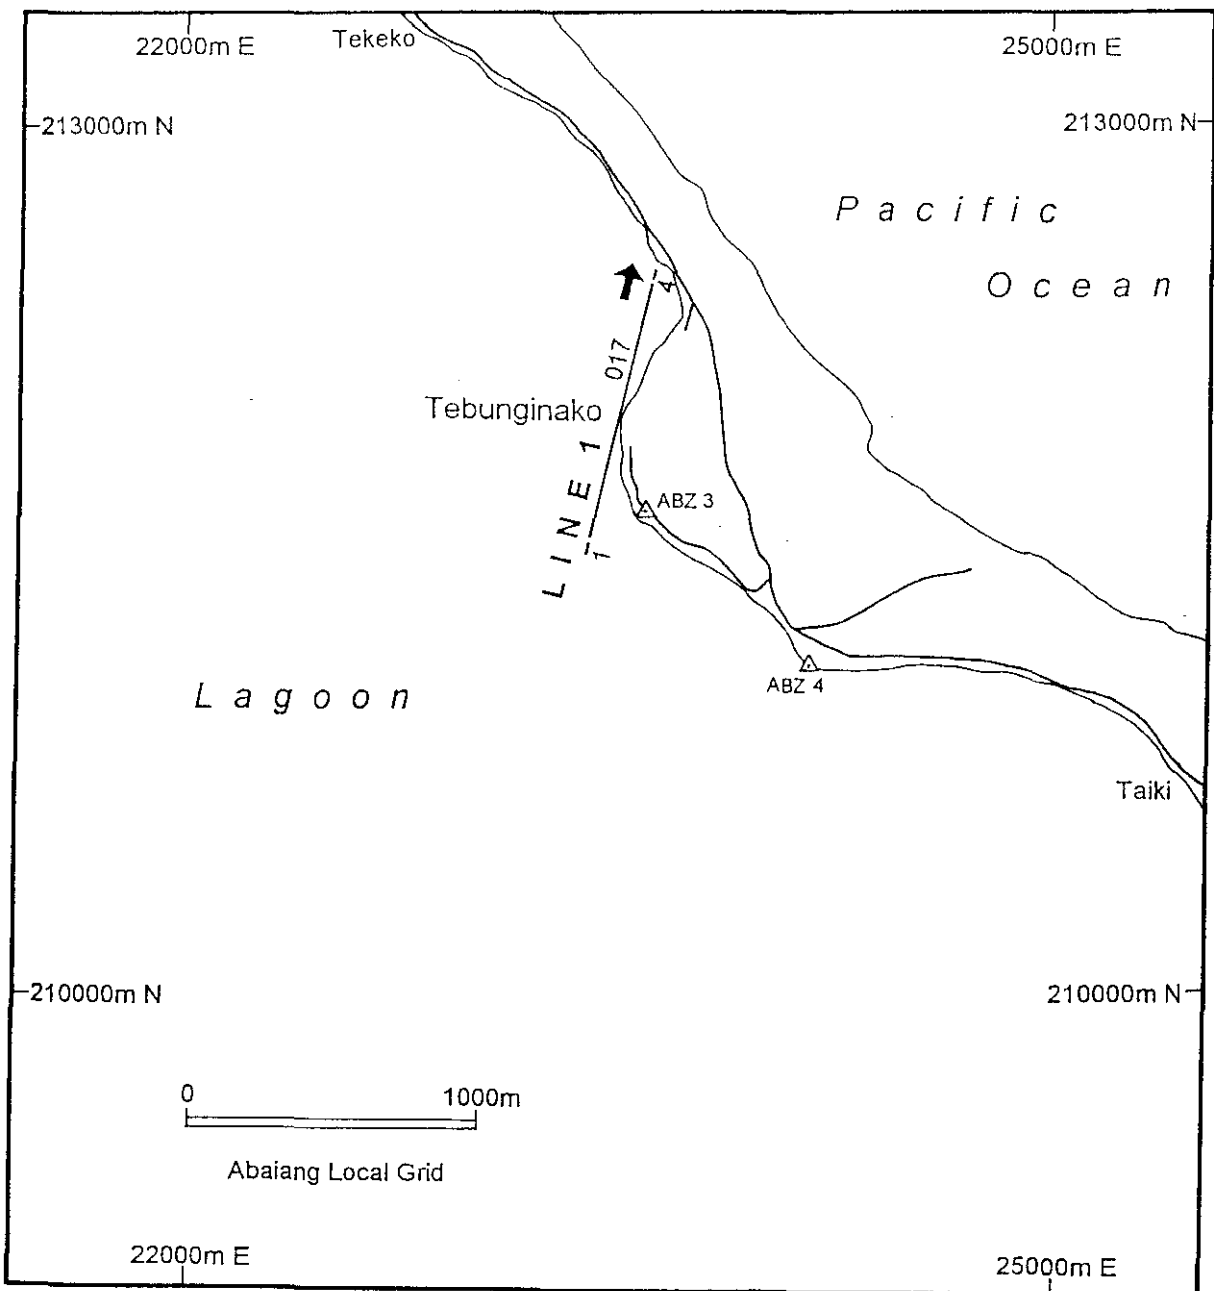 22000m E
Tekeko
25000m E
213000m N
213000m N
Pacific
Ocean
4
017
Tebunginako
LINE 1
1
ABZ 3
ABZ 4
Lagoon
Taiki
210000m N
210000m N
0 1000m
Abaiang Local Grid
22000m E
25000m E